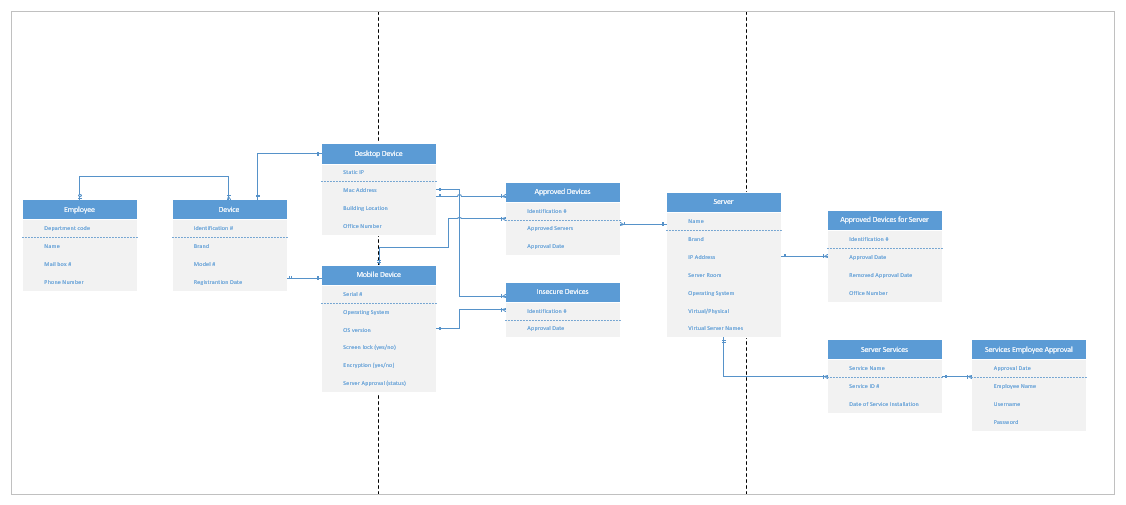 Employee
Department code
Name
Mail box #
Phone Number
Device
Identification #
Brand
Model #
Registrantion Date
Desktop Device
Static IP
Mac Address
Building Location
Office Number
Mobile Device
Serial #
Operating System
OS version
Screen lock (yes/no)
Encryption (yes/no)
Server Approval (status)
Approved Devices
Identification #
Approved Servers
Approval Date
Insecure Devices
Identification #
Approval Date
Server
Name
Brand
IP Address
Server Room
Operating System
Virtual/Physical
Virtual Server Names
Approved Devices for Server
Identification #
Approval Date
Removed Approval Date
Office Number
Server Services
Service Name
Service ID #
Date of Service Installation
Services Employee Approval
Approval Date
Employee Name
Username
Password